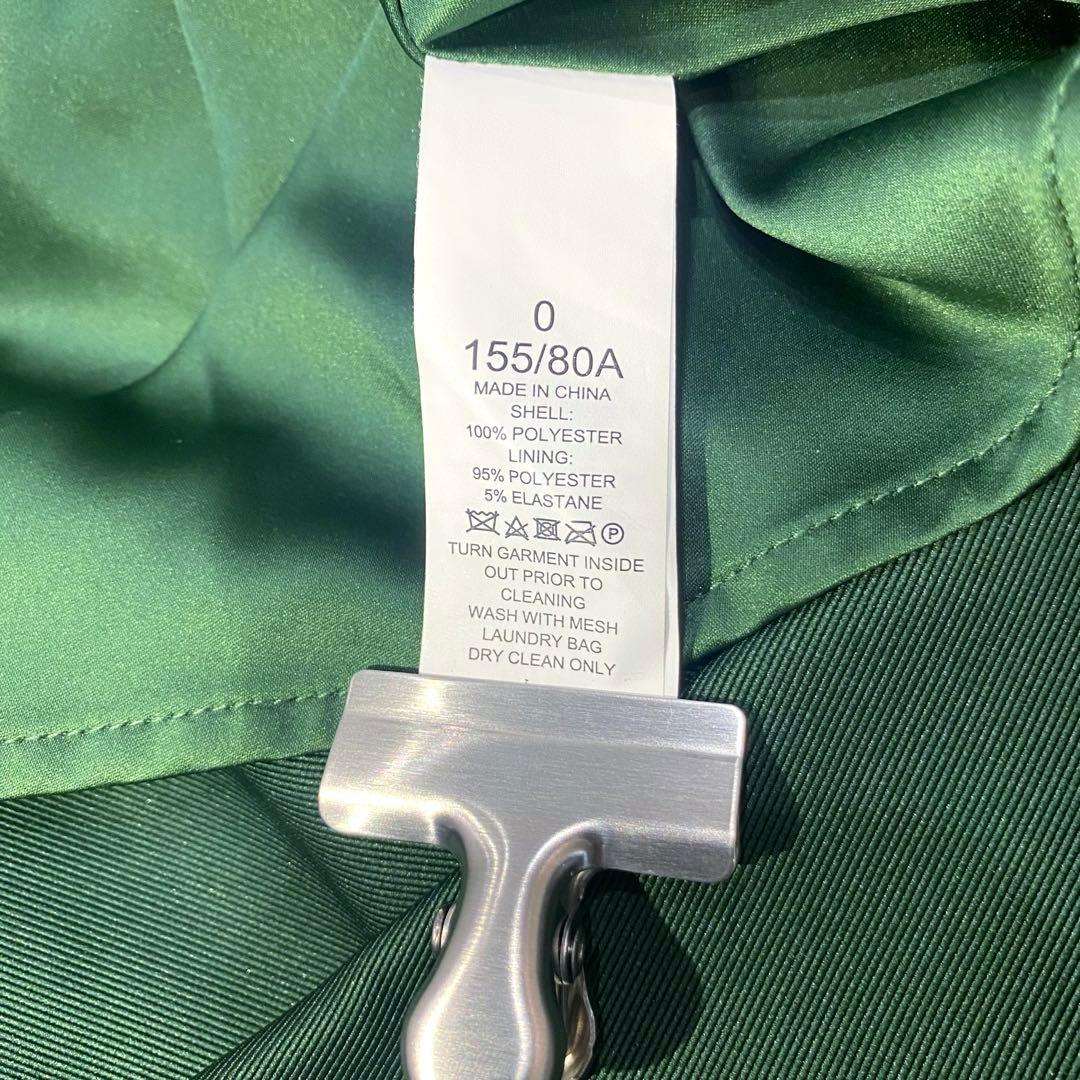 0
155/80A
MADE IN CHINA
SHELL:
100% POLYESTER
LINING:
95% POLYESTER
5% ELASTANE
P
TURN GARMENT INSIDE
OUT PRIOR TO
CLEANING
WASH WITH MESH
LAUNDRY BAG
DRY CLEAN ONLY